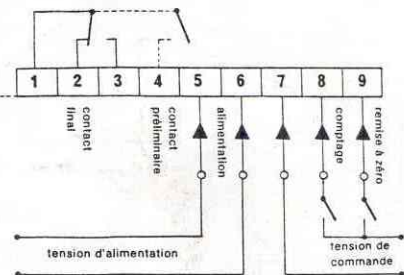 1 2 3 4 5 6 7 8 9
contact
final
contact
préliminaire
alimentation
comptage
remise à zéro
tension d'alimentation
tension de
commande